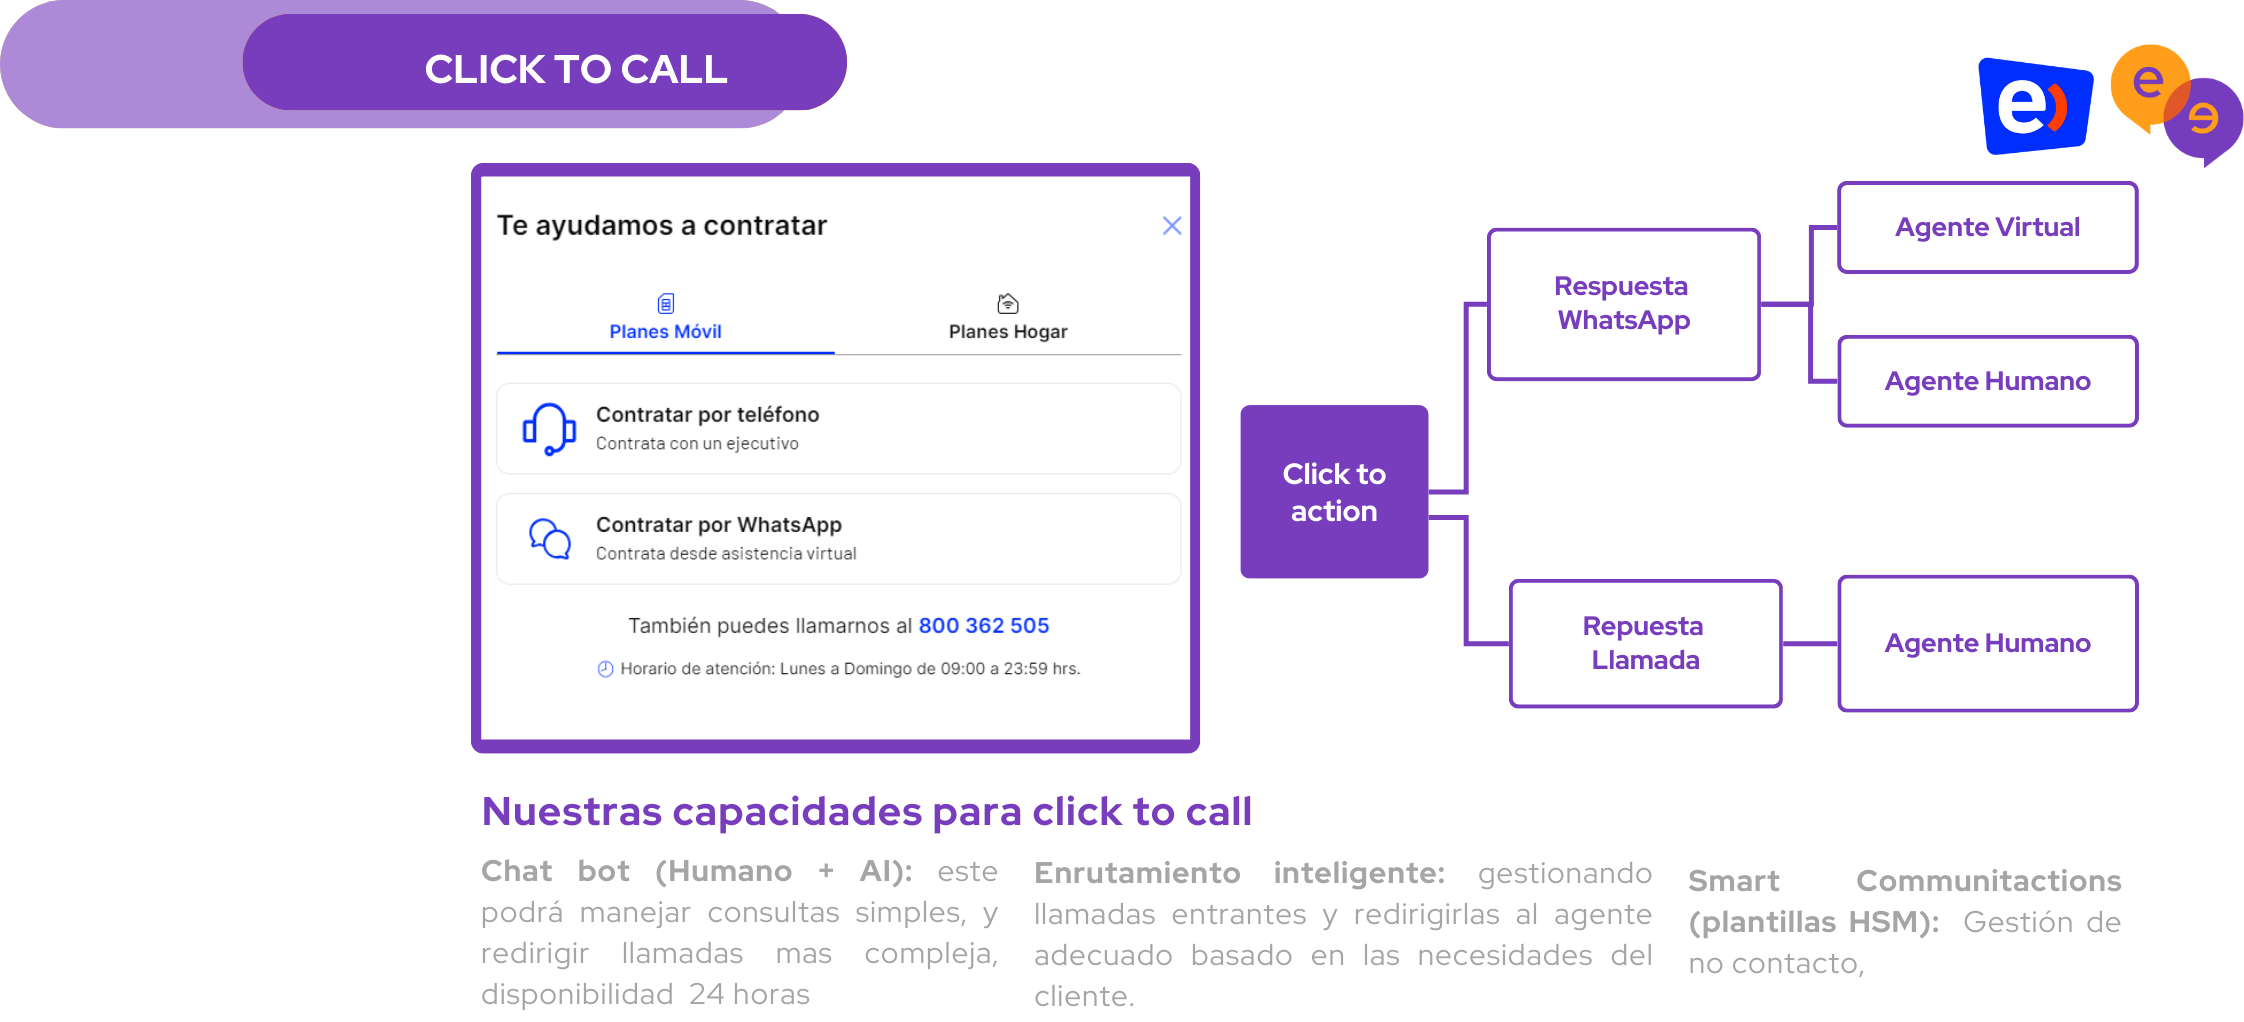 CLICK TO CALL
e)
e
e
Te ayudamos a contratar
Planes Móvil
Planes Hogar
Contratar por teléfono
Contrata con un ejecutivo
Contratar por WhatsApp
Contrata desde asistencia virtual
También puedes llamarnos al 800 362 505
Horario de atención: Lunes a Domingo de 09:00 a 23:59 hrs.
Click to
action
Respuesta
WhatsApp
Agente Virtual
Agente Humano
Repuesta
Llamada
Agente Humano
Nuestras capacidades para click to call
Chat bot (Humano + AI): este
podrá manejar consultas simples, y
redirigir llamadas mas compleja,
disponibilidad 24 horas
Enrutamiento inteligente: gestionando
llamadas entrantes y redirigirlas al agente
adecuado basado en las necesidades del
cliente.
Smart Communitactions
(plantillas HSM): Gestión de
no contacto,